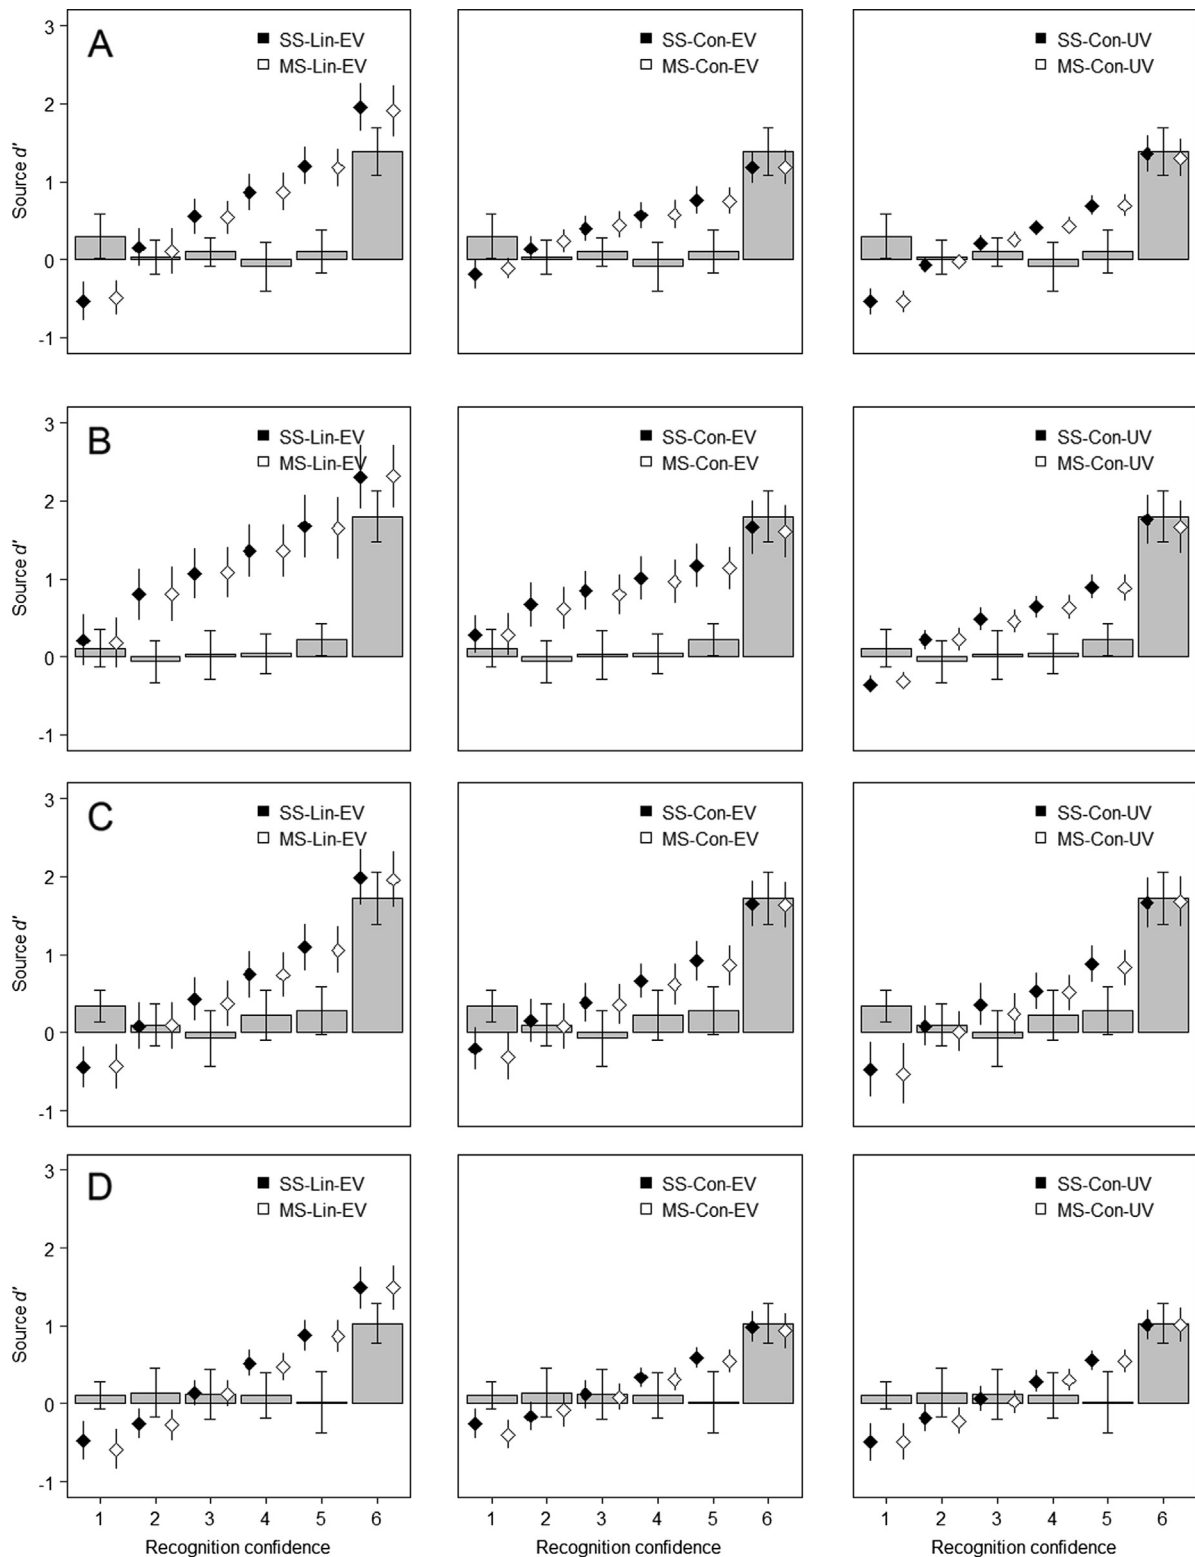 A
3
2
1
0
-1
Source d′
SS-Lin-EV
MS-Lin-EV
SS-Con-EV
MS-Con-EV
SS-Con-UV
MS-Con-UV
B
3
2
1
0
-1
Source d′
SS-Lin-EV
MS-Lin-EV
SS-Con-EV
MS-Con-EV
SS-Con-UV
MS-Con-UV
C
3
2
1
0
-1
Source d′
SS-Lin-EV
MS-Lin-EV
SS-Con-EV
MS-Con-EV
SS-Con-UV
MS-Con-UV
D
3
2
1
0
-1
Source d′
SS-Lin-EV
MS-Lin-EV
SS-Con-EV
MS-Con-EV
SS-Con-UV
MS-Con-UV
1 2 3 4 5 6
Recognition confidence
1 2 3 4 5 6
Recognition confidence
1 2 3 4 5 6
Recognition confidence